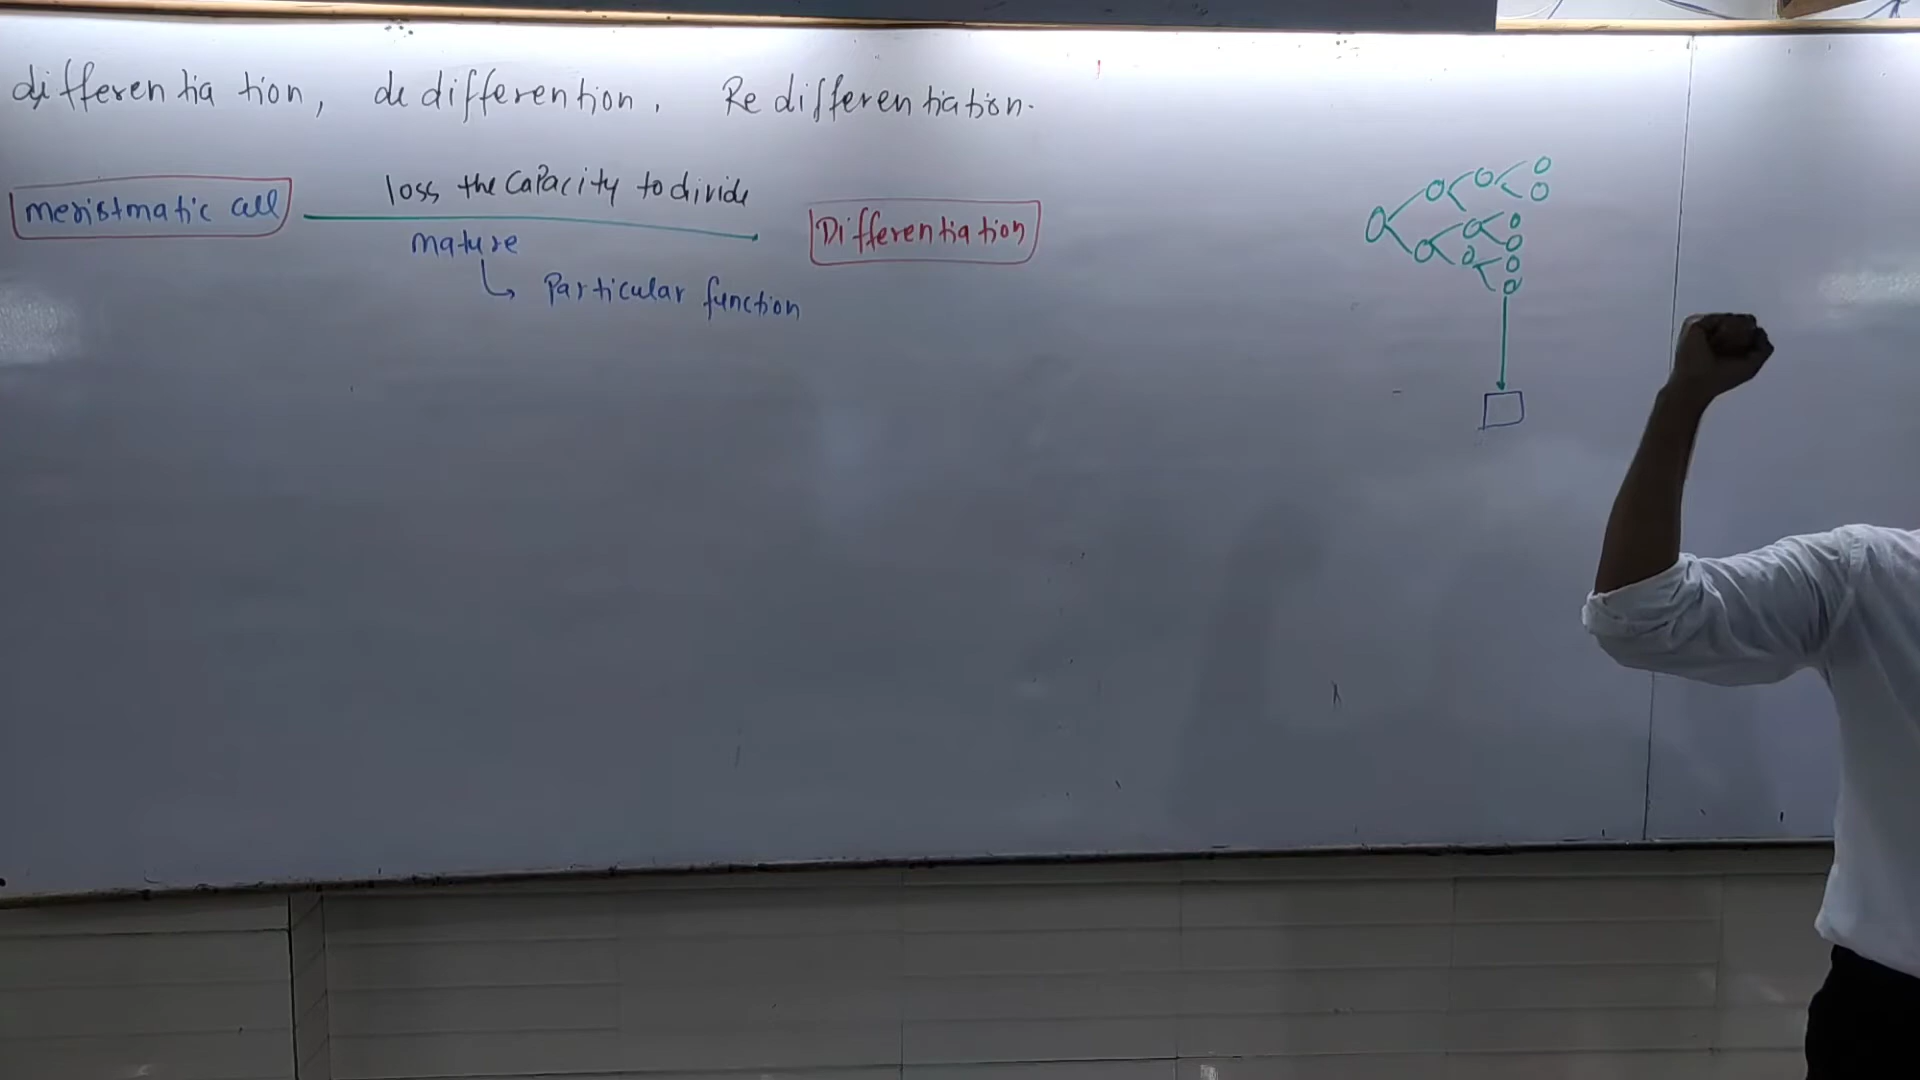 differentiation, dedifferention, Redifferentiation.
loss the capacity to divide
meristmatic cell
Differentiation
mature
Particular function